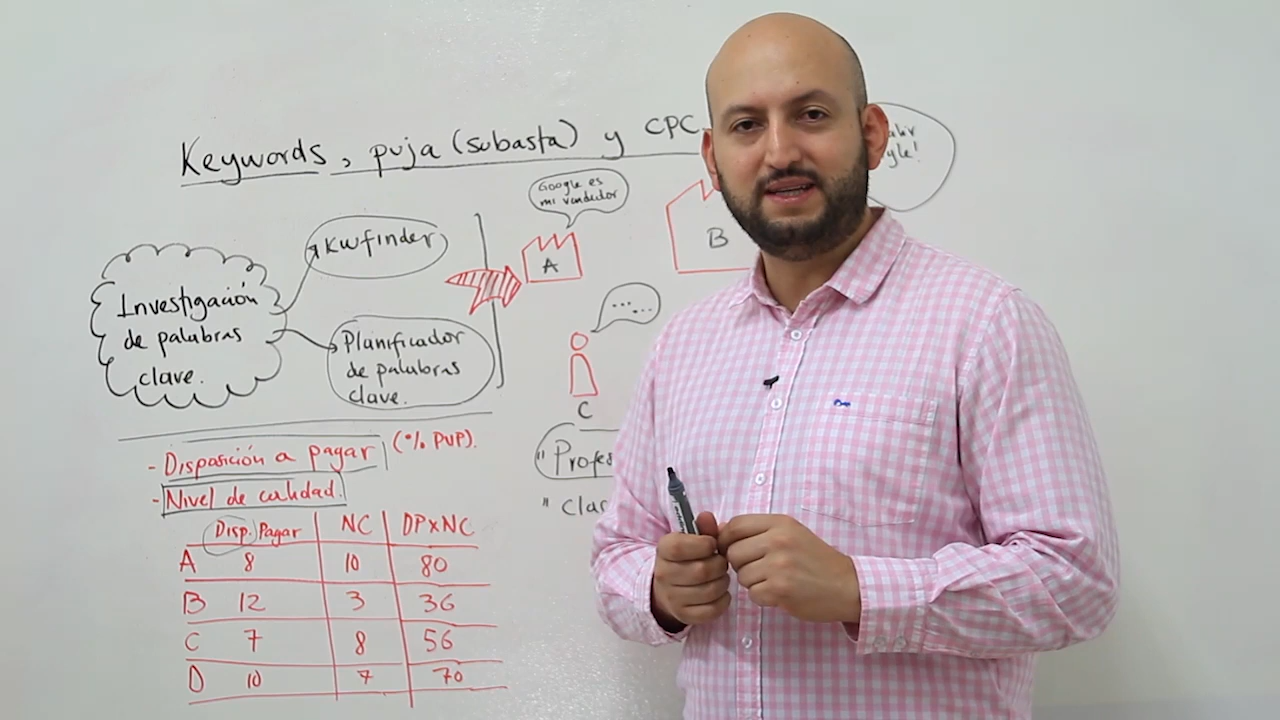 Keywords, puja (subasta) y CPC
Google es
mi vendedor
Kwfinder
Investigación
de palabras
clave.
Planificador
de palabras
clave.
A
B
....
C
- Disposición a pagar (% PVP).
- Nivel de calidad.
Disp. Pagar NC DPxNC
A 8 10 80
B 12 3 36
C 7 8 56
D 10 7 70